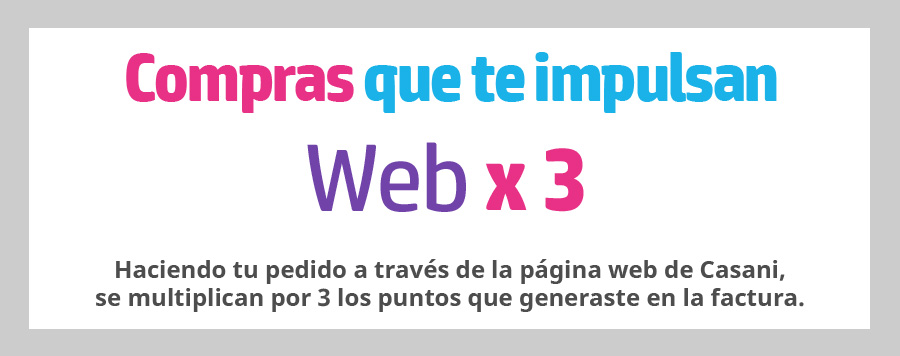 Compras que te impulsan
Web x 3
Haciendo tu pedido a través de la página web de Casani,
se multiplican por 3 los puntos que generaste en la factura.